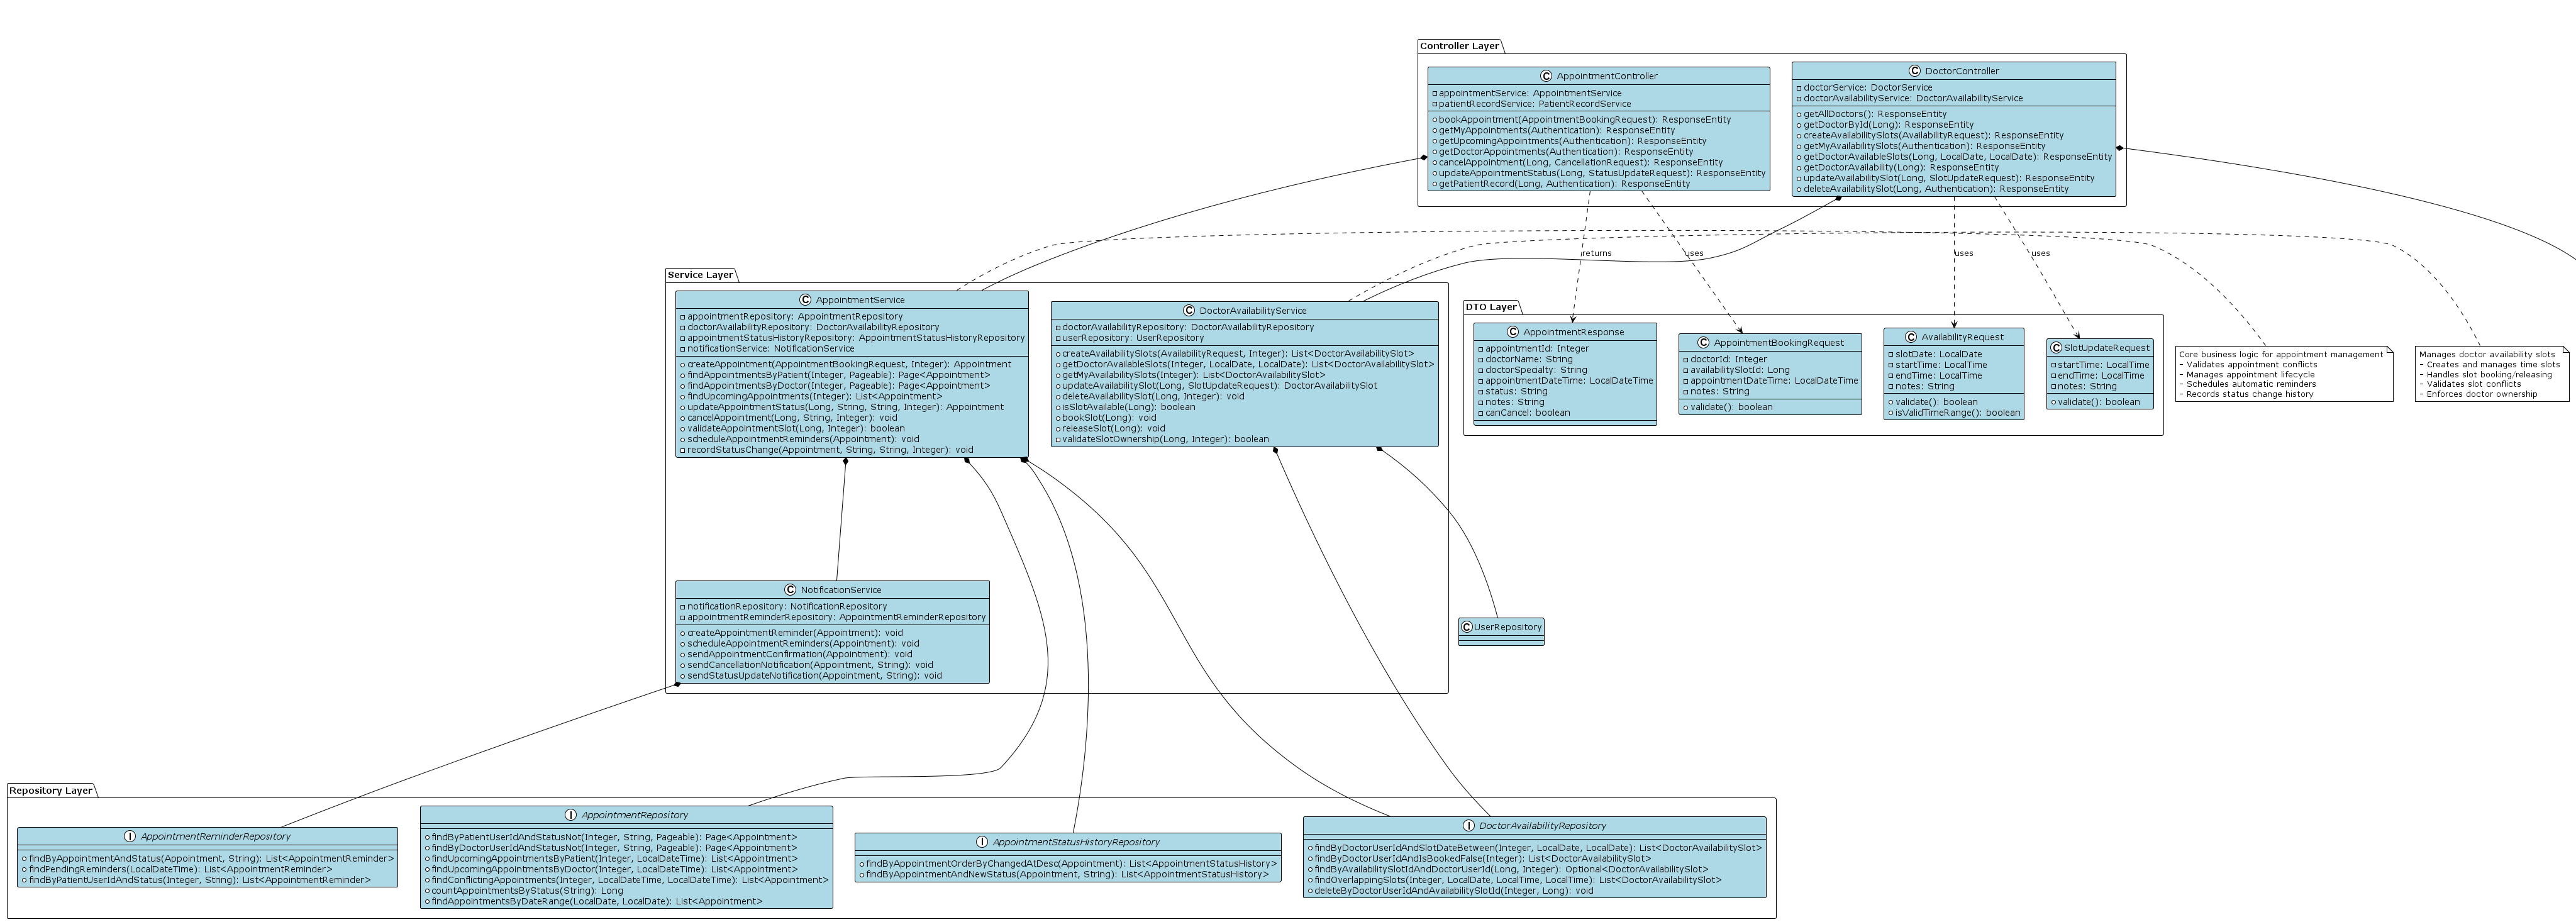 Controller Layer
C AppointmentController
appointmentService: AppointmentService
patientRecordService: PatientRecordService
bookAppointment(AppointmentBookingRequest): ResponseEntity
getMyAppointments(Authentication): ResponseEntity
getUpcomingAppointments(Authentication): ResponseEntity
getDoctorAppointments(Authentication): ResponseEntity
cancelAppointment(Long, CancellationRequest): ResponseEntity
updateAppointmentStatus(Long, StatusUpdateRequest): ResponseEntity
getPatientRecord(Long, Authentication): ResponseEntity
C DoctorController
doctorService: DoctorService
doctorAvailabilityService: DoctorAvailabilityService
getAllDoctors(): ResponseEntity
getDoctorById(Long): ResponseEntity
createAvailabilitySlots(AvailabilityRequest): ResponseEntity
getMyAvailabilitySlots(Authentication): ResponseEntity
getDoctorAvailableSlots(Long, LocalDate, LocalDate): ResponseEntity
getDoctorAvailability(Long): ResponseEntity
updateAvailabilitySlot(Long, SlotUpdateRequest): ResponseEntity
deleteAvailabilitySlot(Long, Authentication): ResponseEntity
returns
uses
uses
uses
Service Layer
C AppointmentService
appointmentRepository: AppointmentRepository
doctorAvailabilityRepository: DoctorAvailabilityRepository
appointmentStatusHistoryRepository: AppointmentStatusHistoryRepository
notificationService: NotificationService
createAppointment(AppointmentBookingRequest, Integer): Appointment
findAppointmentsByPatient(Integer, Pageable): Page<Appointment>
findAppointmentsByDoctor(Integer, Pageable): Page<Appointment>
findUpcomingAppointments(Integer): List<Appointment>
updateAppointmentStatus(Long, String, String, Integer): Appointment
cancelAppointment(Long, String, Integer): void
validateAppointmentSlot(Long, Integer): boolean
scheduleAppointmentReminders(Appointment): void
recordStatusChange(Appointment, String, String, Integer): void
C DoctorAvailabilityService
doctorAvailabilityRepository: DoctorAvailabilityRepository
userRepository: UserRepository
createAvailabilitySlots(AvailabilityRequest, Integer): List<DoctorAvailabilitySlot>
getDoctorAvailableSlots(Integer, LocalDate, LocalDate): List<DoctorAvailabilitySlot>
getMyAvailabilitySlots(Integer): List<DoctorAvailabilitySlot>
updateAvailabilitySlot(Long, SlotUpdateRequest): DoctorAvailabilitySlot
deleteAvailabilitySlot(Long, Integer): void
isSlotAvailable(Long): boolean
bookSlot(Long): void
releaseSlot(Long): void
validateSlotOwnership(Long, Integer): boolean
DTO Layer
C AppointmentResponse
appointmentId: Integer
doctorName: String
doctorSpecialty: String
appointmentDateTime: LocalDateTime
status: String
notes: String
canCancel: boolean
C AppointmentBookingRequest
doctorId: Integer
availabilitySlotId: Long
appointmentDateTime: LocalDateTime
notes: String
validate(): boolean
C AvailabilityRequest
slotDate: LocalDate
startTime: LocalTime
endTime: LocalTime
notes: String
validate(): boolean
isValidTimeRange(): boolean
C SlotUpdateRequest
startTime: LocalTime
endTime: LocalTime
notes: String
validate(): boolean
Core business logic for appointment management
- Validates appointment conflicts
- Manages appointment lifecycle
- Schedules automatic reminders
- Records status change history
Manages doctor availability slots
- Creates and manages time slots
- Handles slot booking/releasing
- Validates slot conflicts
- Enforces doctor ownership
C NotificationService
notificationRepository: NotificationRepository
appointmentReminderRepository: AppointmentReminderRepository
createAppointmentReminder(Appointment): void
scheduleAppointmentReminders(Appointment): void
sendAppointmentConfirmation(Appointment): void
sendCancellationNotification(Appointment, String): void
sendStatusUpdateNotification(Appointment, String): void
C UserRepository
Repository Layer
I AppointmentReminderRepository
findByAppointmentAndStatus(Appointment, String): List<AppointmentReminder>
findPendingReminders(LocalDateTime): List<AppointmentReminder>
findByPatientUserIdAndStatus(Integer, String): List<AppointmentReminder>
I AppointmentRepository
findByPatientUserIdAndStatusNot(Integer, String, Pageable): Page<Appointment>
findByDoctorUserIdAndStatusNot(Integer, String, Pageable): Page<Appointment>
findUpcomingAppointmentsByPatient(Integer, LocalDateTime): List<Appointment>
findUpcomingAppointmentsByDoctor(Integer, LocalDateTime): List<Appointment>
findConflictingAppointments(Integer, LocalDateTime, LocalDateTime): List<Appointment>
countAppointmentsByStatus(String): Long
findAppointmentsByDateRange(LocalDate, LocalDate): List<Appointment>
I AppointmentStatusHistoryRepository
findByAppointmentOrderByChangedAtDesc(Appointment): List<AppointmentStatusHistory>
findByAppointmentAndNewStatus(Appointment, String): List<AppointmentStatusHistory>
I DoctorAvailabilityRepository
findByDoctorUserIdAndSlotDateBetween(Integer, LocalDate, LocalDate): List<DoctorAvailabilitySlot>
findByDoctorUserIdAndIsBookedFalse(Integer): List<DoctorAvailabilitySlot>
findByAvailabilitySlotIdAndDoctorUserId(Long, Integer): Optional<DoctorAvailabilitySlot>
findOverlappingSlots(Integer, LocalDate, LocalTime, LocalTime): List<DoctorAvailabilitySlot>
deleteByDoctorUserIdAndAvailabilitySlotId(Integer, Long): void